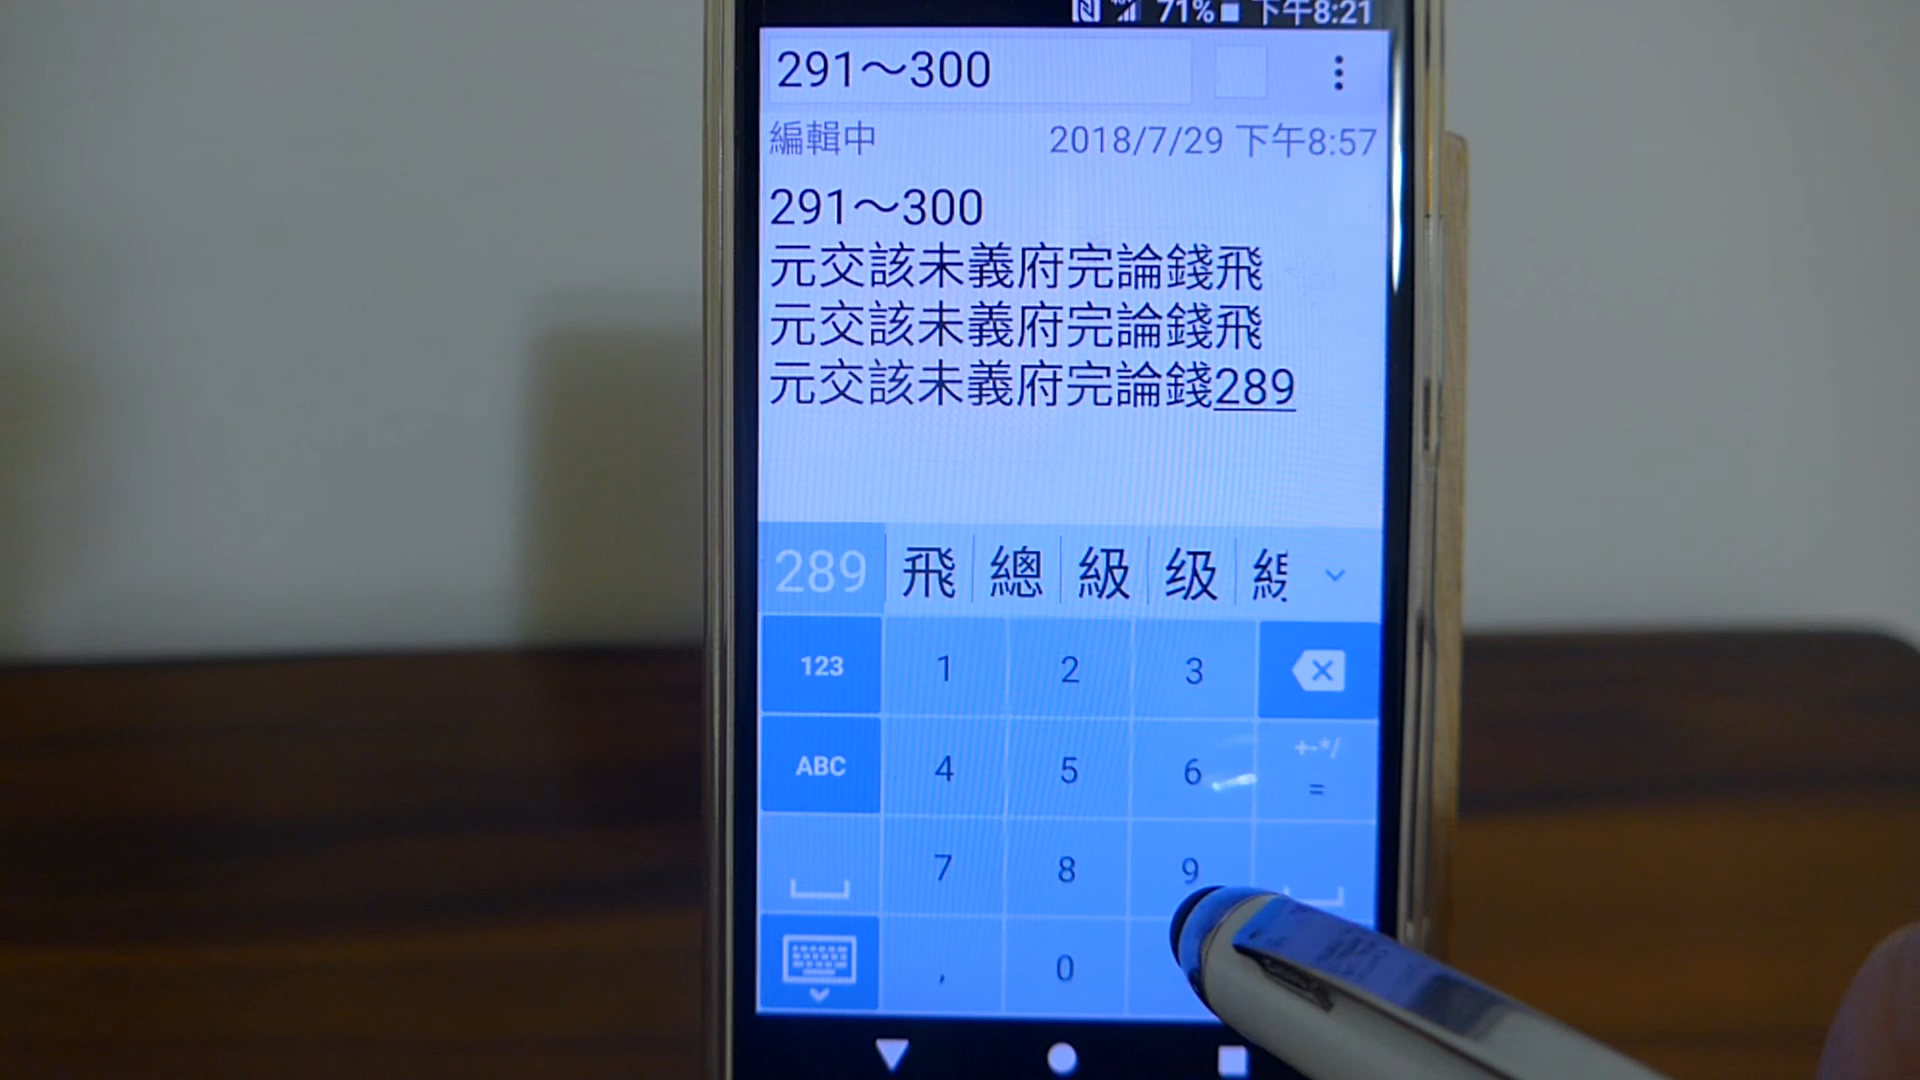 71% 下午8:21
291～300
編輯中 2018/7/29 下午8:57
291～300
元交該未義府完論錢飛
元交該未義府完論錢飛
元交該未義府完論錢289
289 飛 總 級 级
123 1 2 3
ABC 4 5 6 +-*/ =
7 8 9
, 0